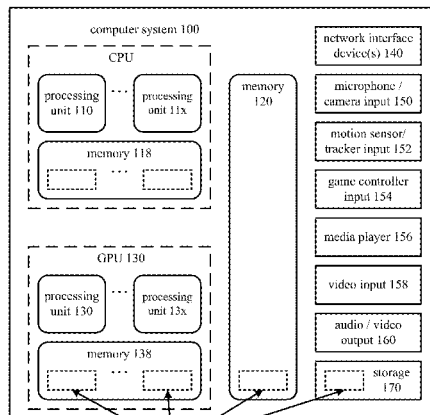 computer system 100
CPU
processing
unit 110
...
processing
unit 11x
memory 118
...
GPU 130
processing
unit 130
...
processing
unit 13x
memory 138
...
memory
120
network interface
device(s) 140
microphone /
camera input 150
motion sensor/
tracker input 152
game controller
input 154
media player 156
video input 158
audio / video
output 160
storage
170